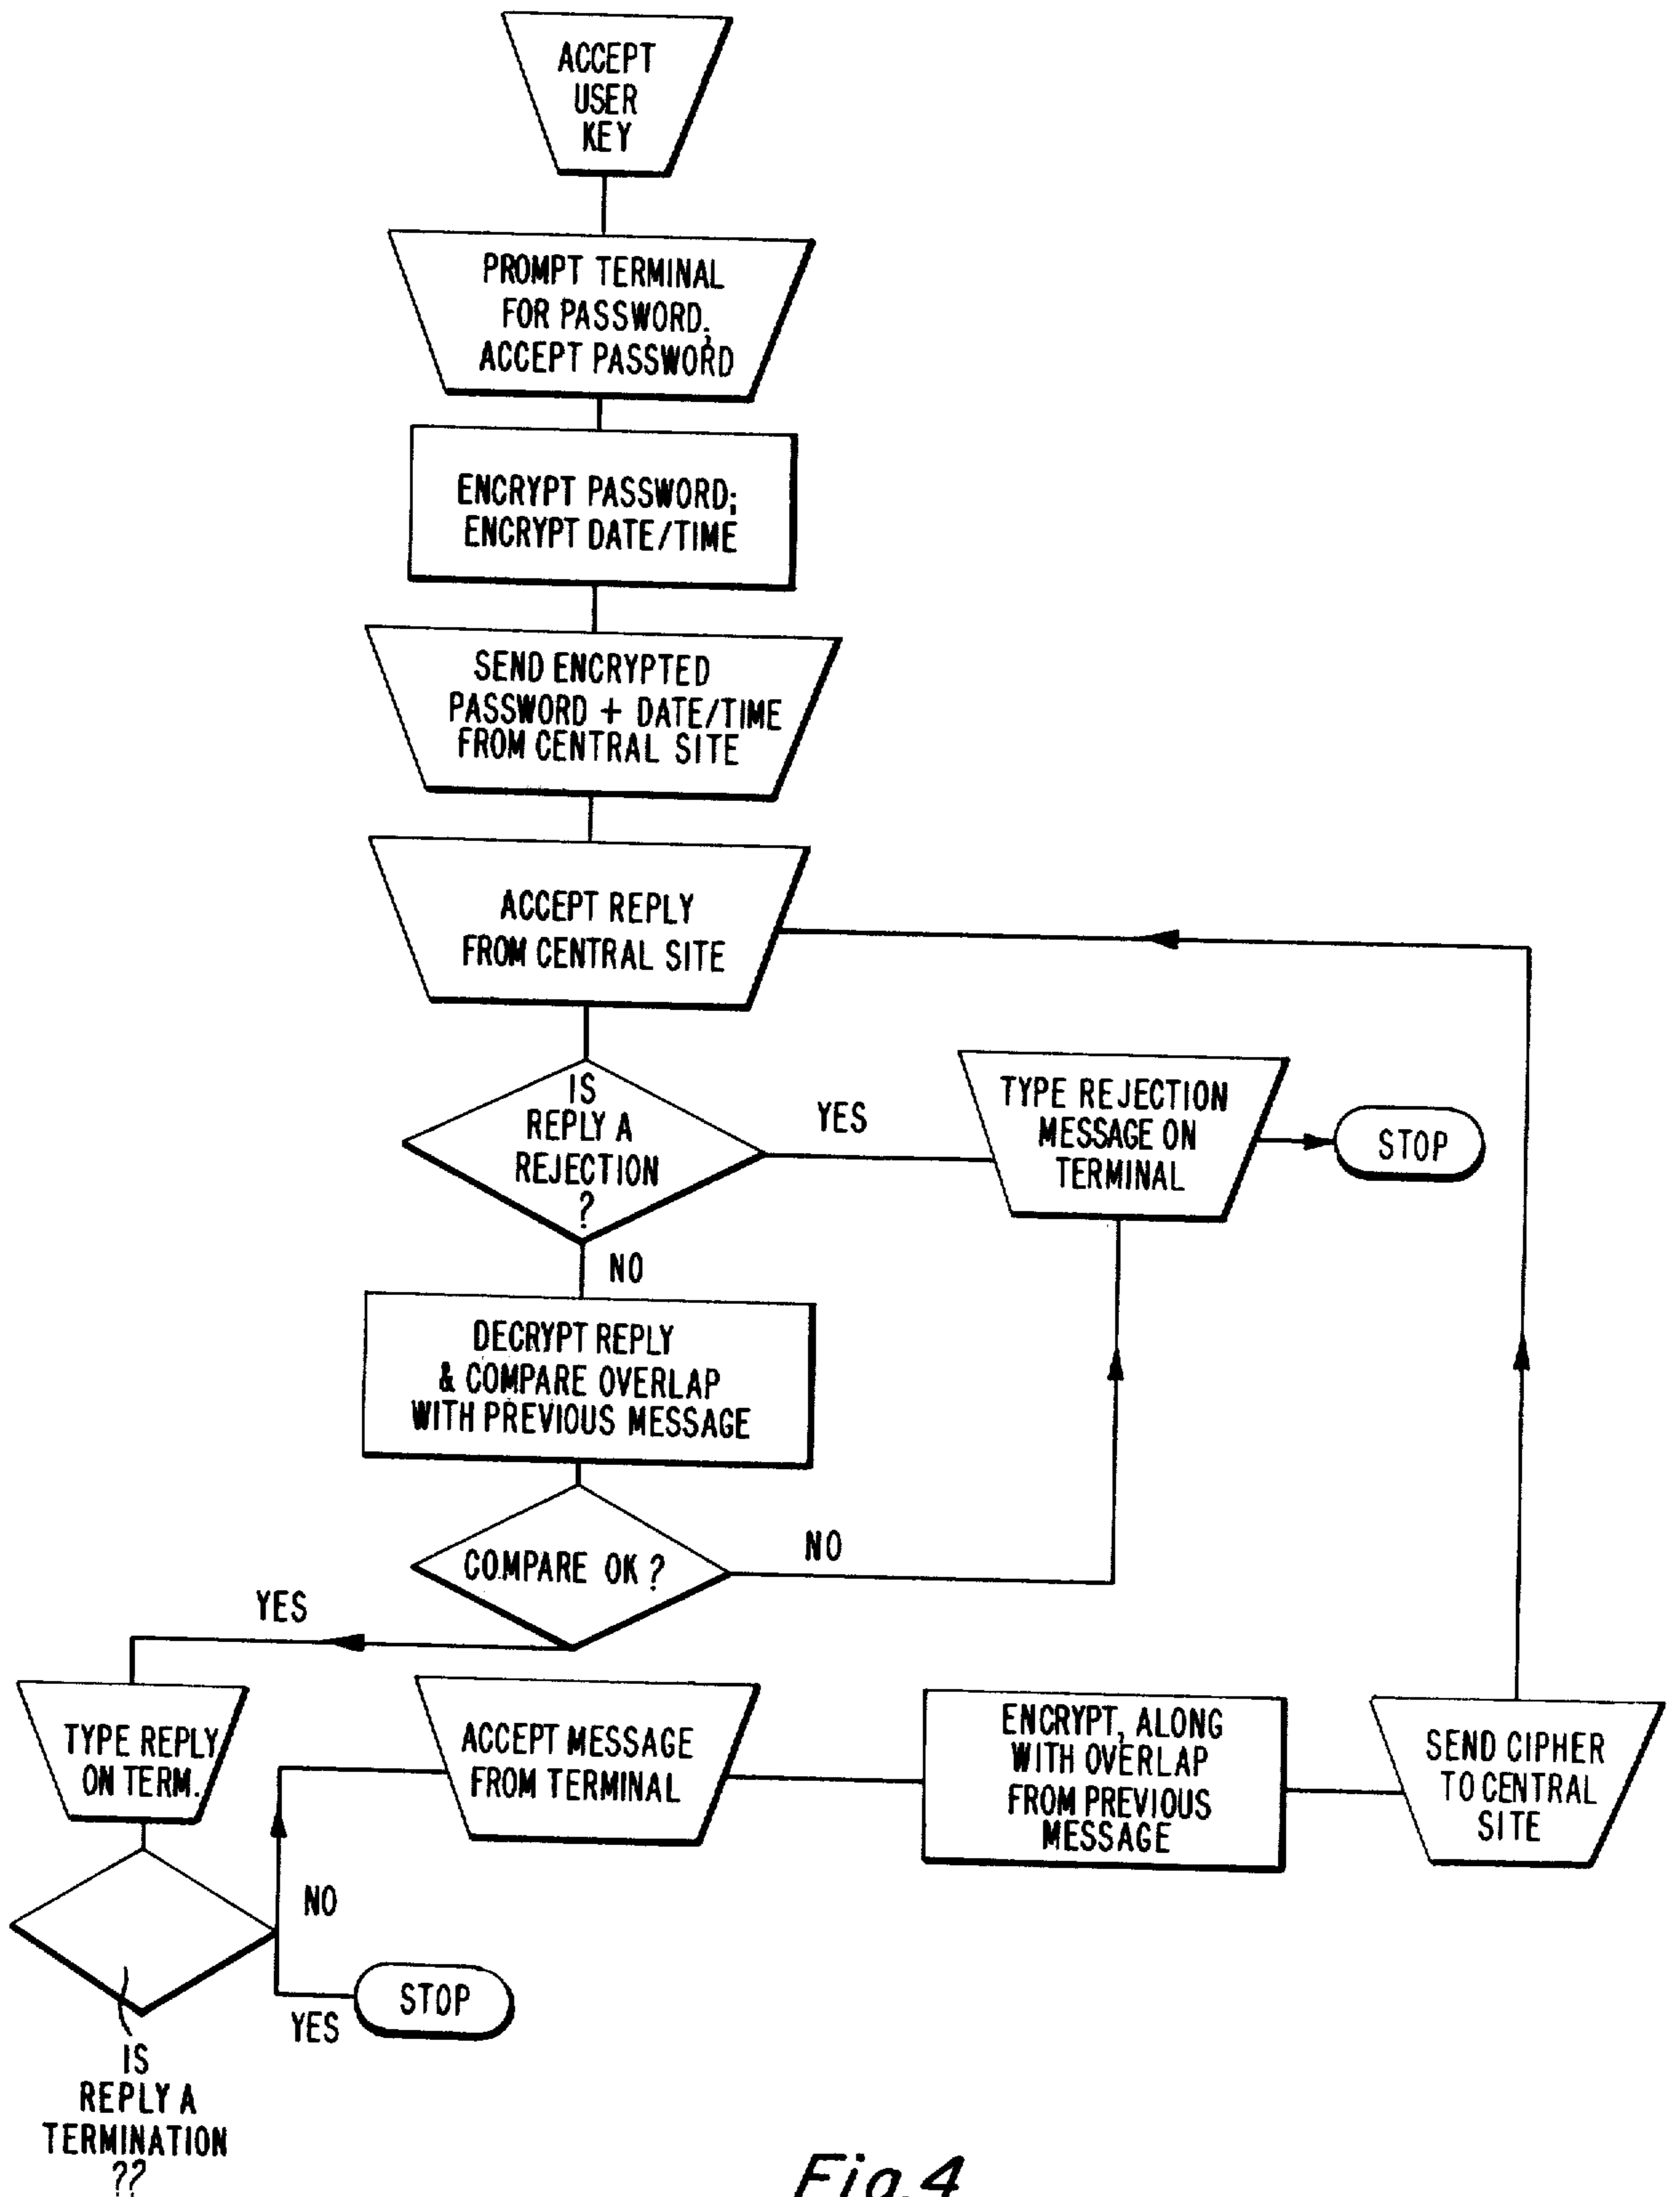 ACCEPT
USER
KEY
PROMPT TERMINAL
FOR PASSWORD;
ACCEPT PASSWORD
ENCRYPT PASSWORD;
ENCRYPT DATE/TIME
SEND ENCRYPTED
PASSWORD + DATE/TIME
FROM CENTRAL SITE
ACCEPT REPLY
FROM CENTRAL SITE
IS
REPLY A
REJECTION
?
YES
TYPE REJECTION
MESSAGE ON
TERMINAL
STOP
NO
DECRYPT REPLY
& COMPARE OVERLAP
WITH PREVIOUS MESSAGE
COMPARE OK ?
NO
YES
TYPE REPLY
ON TERM.
ACCEPT MESSAGE
FROM TERMINAL
ENCRYPT, ALONG
WITH OVERLAP
FROM PREVIOUS
MESSAGE
SEND CIPHER
TO CENTRAL
SITE
NO
YES
STOP
IS
REPLY A
TERMINATION
??
Fig. 4